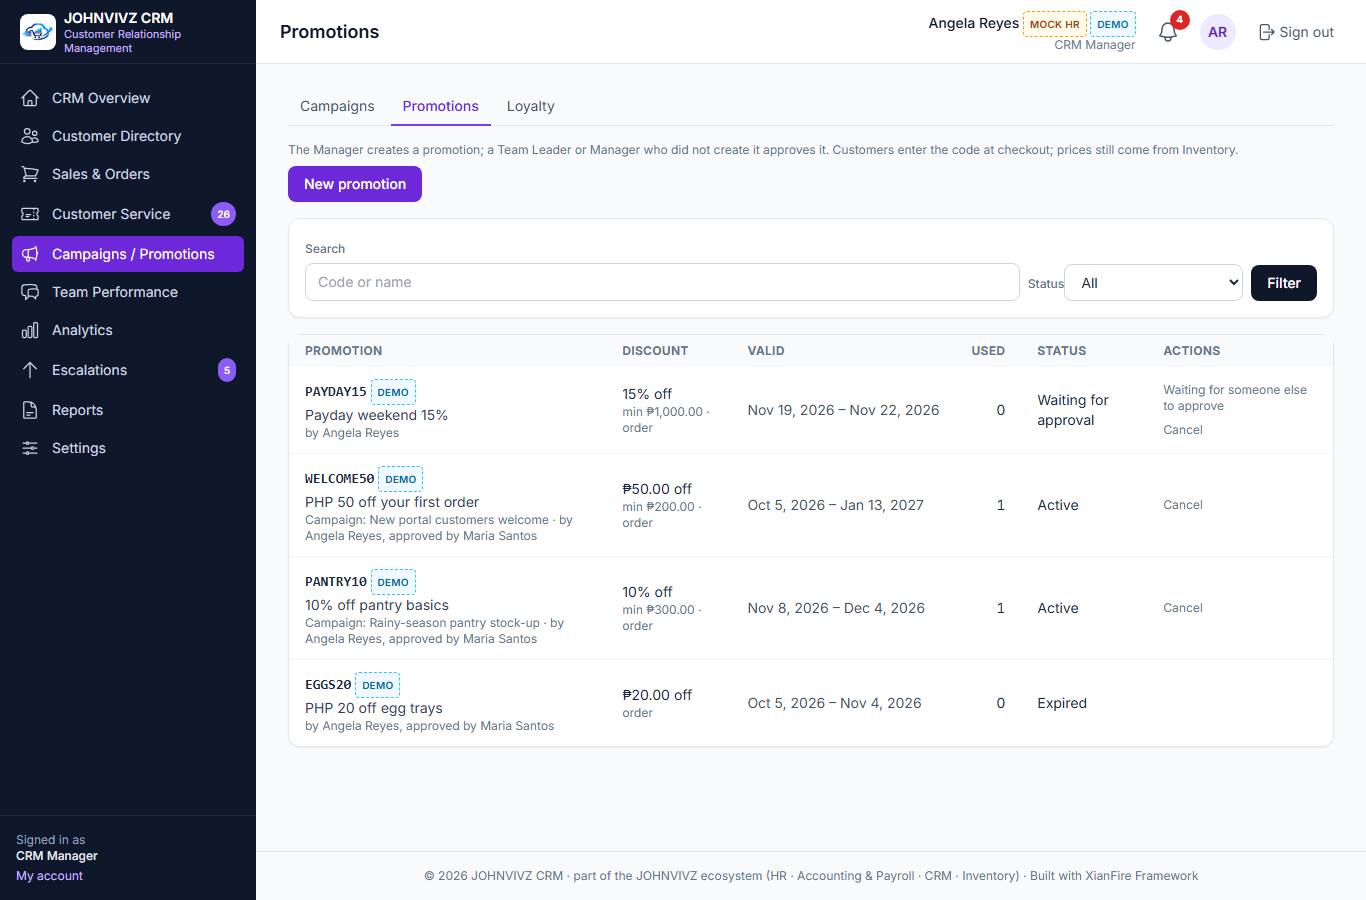 JOHNVIVZ CRM
Customer Relationship
Management
CRM Overview
Customer Directory
Sales & Orders
Customer Service
26
Campaigns / Promotions
Team Performance
Analytics
Escalations
5
Reports
Settings
Signed in as
CRM Manager
My account
Promotions
Angela Reyes MOCK HR DEMO
CRM Manager
4
AR
Sign out
Campaigns
Promotions
Loyalty
The Manager creates a promotion; a Team Leader or Manager who did not create it approves it. Customers enter the code at checkout; prices still come from Inventory.
New promotion
Search
Code or name
Status
All
Filter
PROMOTION DISCOUNT VALID USED STATUS ACTIONS
PAYDAY15 DEMO
Payday weekend 15%
by Angela Reyes
15% off
min ₱1,000.00 ·
order
Nov 19, 2026 – Nov 22, 2026
0
Waiting for
approval
Waiting for someone else
to approve
Cancel
WELCOME50 DEMO
PHP 50 off your first order
Campaign: New portal customers welcome · by
Angela Reyes, approved by Maria Santos
₱50.00 off
min ₱200.00 ·
order
Oct 5, 2026 – Jan 13, 2027
1
Active
Cancel
PANTRY10 DEMO
10% off pantry basics
Campaign: Rainy-season pantry stock-up · by
Angela Reyes, approved by Maria Santos
10% off
min ₱300.00 ·
order
Nov 8, 2026 – Dec 4, 2026
1
Active
Cancel
EGGS20 DEMO
PHP 20 off egg trays
by Angela Reyes, approved by Maria Santos
₱20.00 off
order
Oct 5, 2026 – Nov 4, 2026
0
Expired
© 2026 JOHNVIVZ CRM · part of the JOHNVIVZ ecosystem (HR · Accounting & Payroll · CRM · Inventory) · Built with XianFire Framework